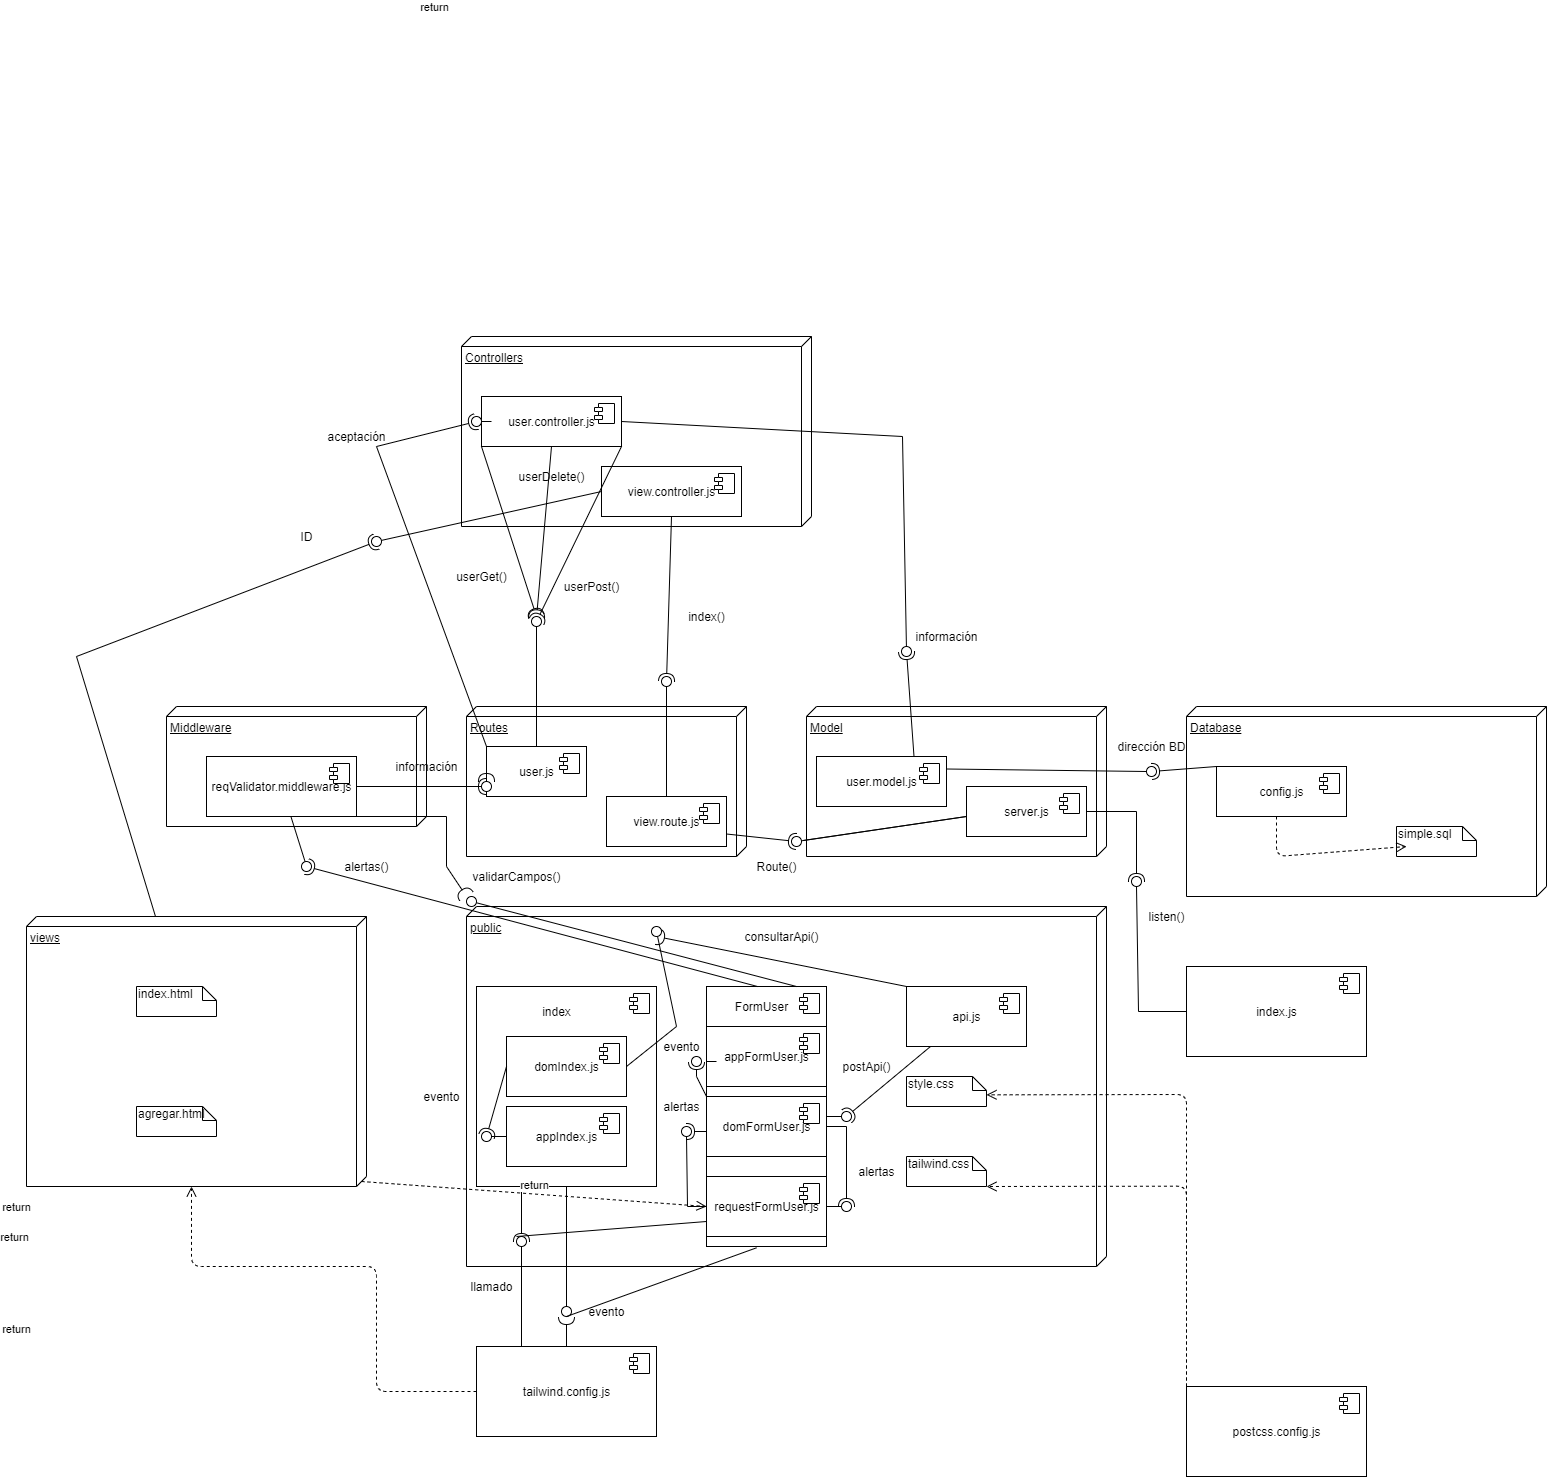 return
Controllers
user.controller.js
aceptación
userDelete()
view.controller.js
ID
userGet()
userPost()
index()
información
Middleware
Routes
Model
Database
dirección BD
información
user.js
reqValidator.middleware.js
user.model.js
config.js
server.js
view.route.js
simple.sql
Route()
alertas()
validarCampos()
listen()
public
views
consultarApi()
index.html
index
FormUser
api.js
index.js
evento
appFormUser.js
domIndex.js
postApi()
style.css
evento
alertas
agregar.html
domFormUser.js
appIndex.js
tailwind.css
alertas
return
return
requestFormUser.js
return
llamado
evento
return
tailwind.config.js
postcss.config.js